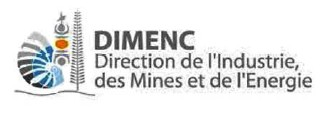 DIMENC
Direction de l'Industrie,
des Mines et de l'Energie